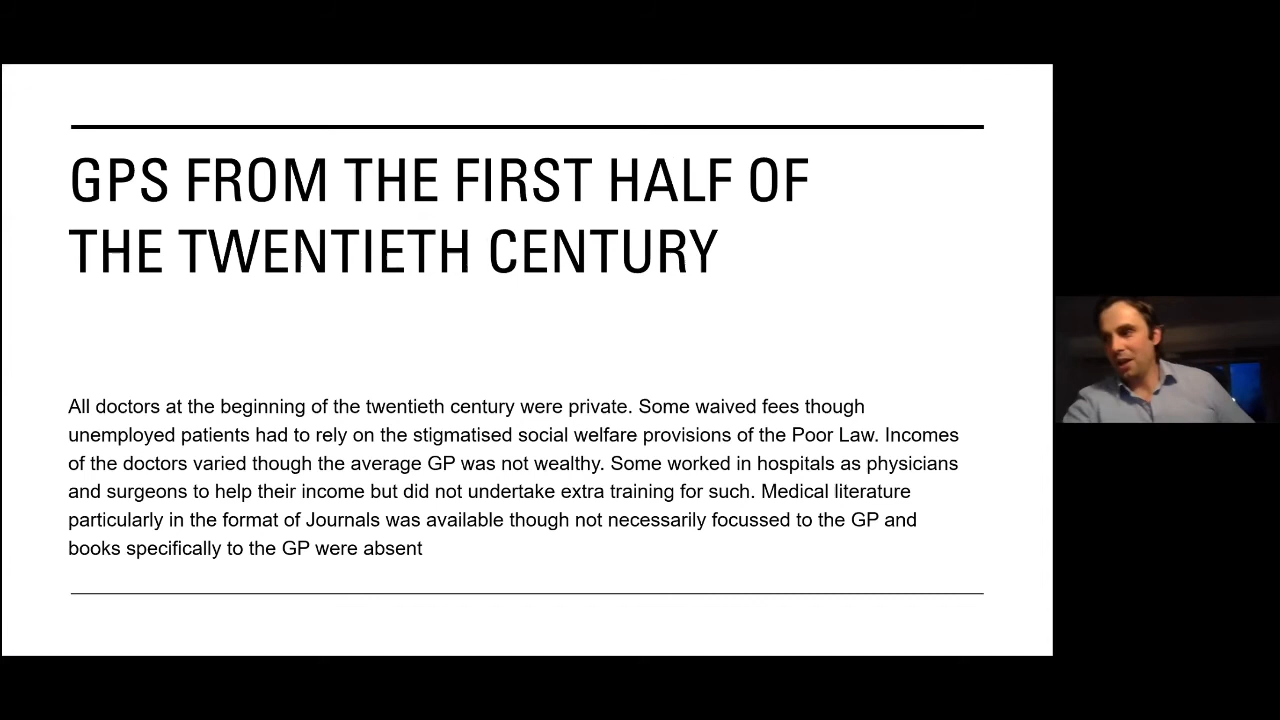 GPS FROM THE FIRST HALF OF
THE TWENTIETH CENTURY
All doctors at the beginning of the twentieth century were private. Some waived fees though
unemployed patients had to rely on the stigmatised social welfare provisions of the Poor Law. Incomes
of the doctors varied though the average GP was not wealthy. Some worked in hospitals as physicians
and surgeons to help their income but did not undertake extra training for such. Medical literature
particularly in the format of Journals was available though not necessarily focussed to the GP and
books specifically to the GP were absent